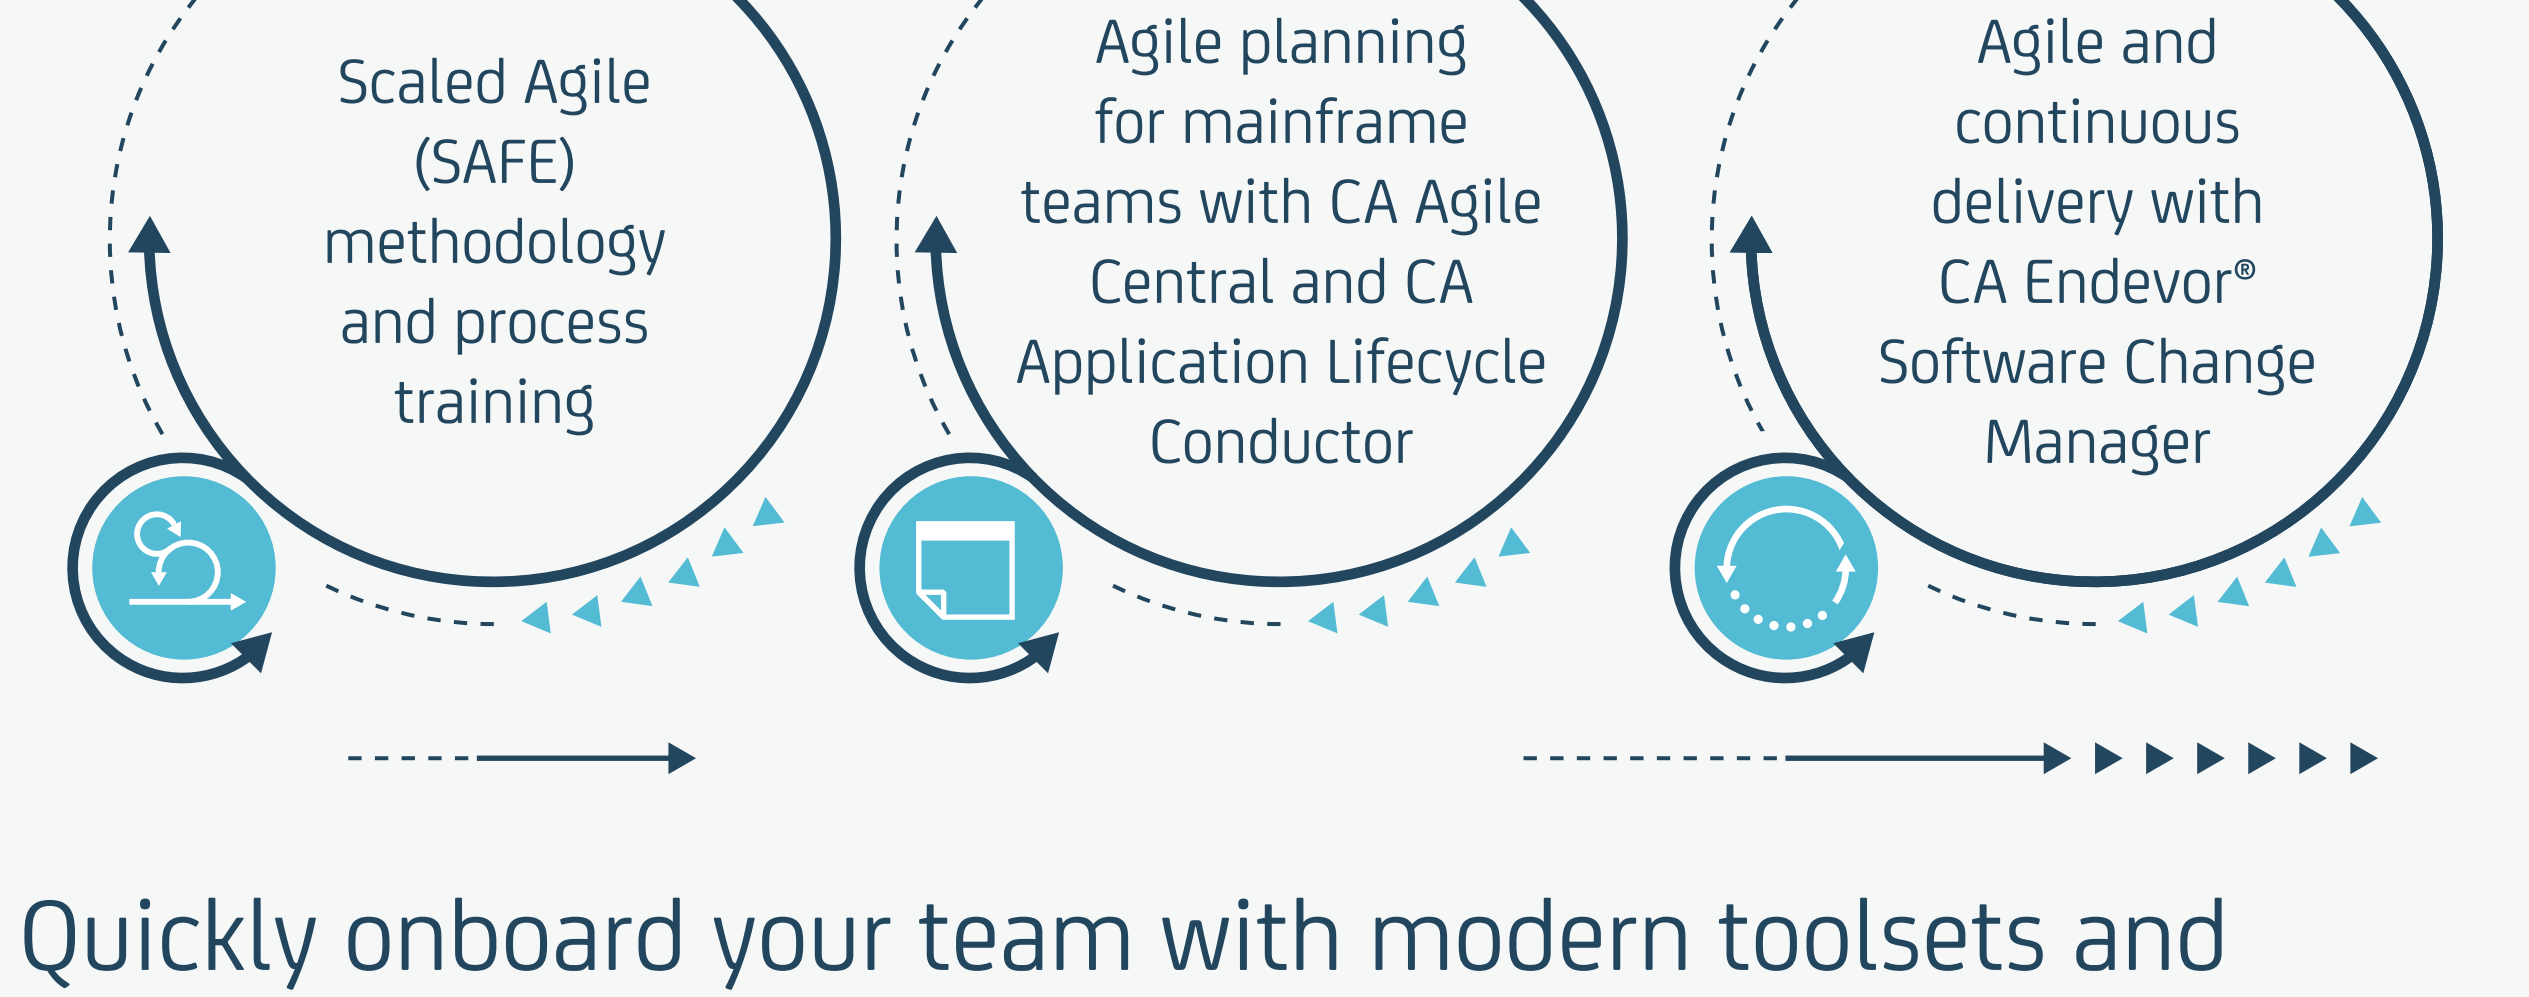 Scaled Agile
(SAFE)
methodology
and process
training
Agile planning
for mainframe
teams with CA Agile
Central and CA
Application Lifecycle
Conductor
Agile and
continuous
delivery with
CA Endevor®
Software Change
Manager
Quickly onboard your team with modern toolsets and